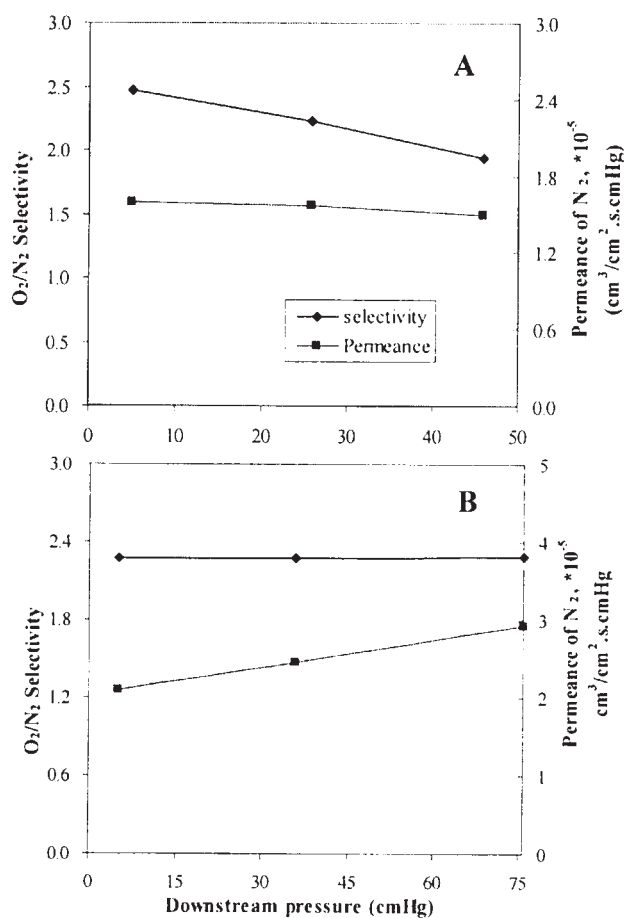 3.0
2.5
2.0
1.5
1.0
0.5
0.0
O₂/N₂ Selectivity
A
selectivity
Permeance
3.0
2.4
1.8
1.2
0.6
0.0
Permeance of N₂, *10⁻⁵
(cm³/cm².s.cmHg)
0 10 20 30 40 50
3.0
2.4
1.8
1.2
0.6
0.0
O₂/N₂ Selectivity
B
5
4
3
2
1
0
Permeance of N₂, *10⁻⁵
cm³/cm².s.cmHg
0 15 30 45 60 75
Downstream pressure (cmHg)